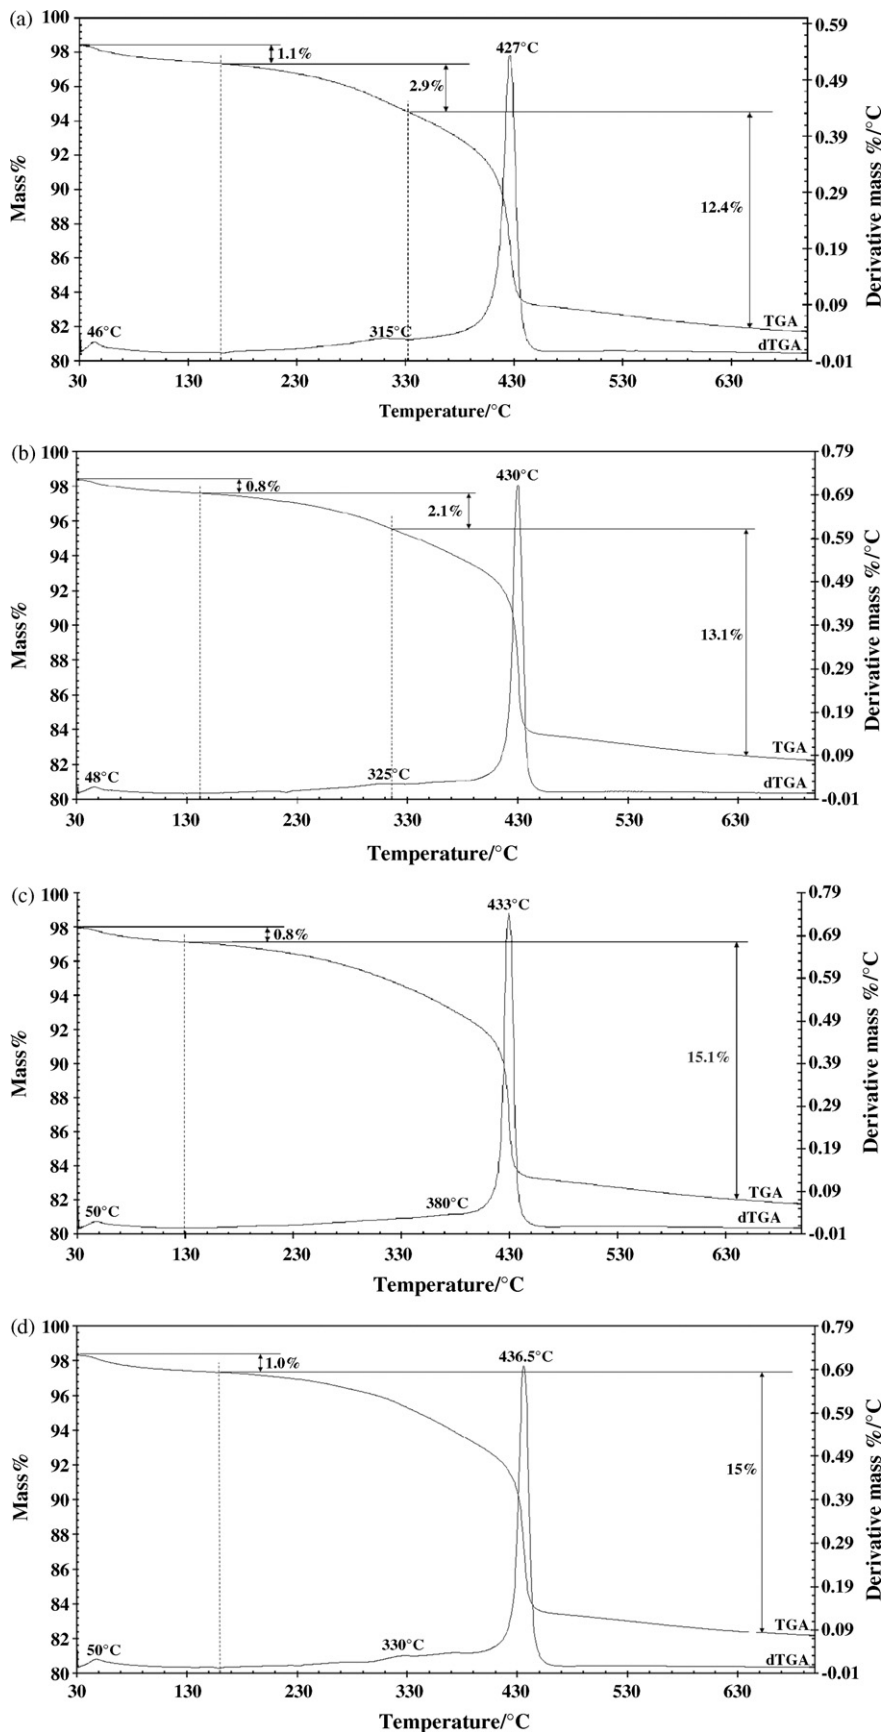 (a)
100
98
96
94
92
90
88
86
84
82
80
Mass%
1.1%
2.9%
427°C
12.4%
46°C
315°C
TGA
dTGA
0.59
0.49
0.39
0.29
0.19
0.09
-0.01
Derivative mass %/°C
30 130 230 330 430 530 630
Temperature/°C
(b)
100
98
96
94
92
90
88
86
84
82
80
Mass%
0.8%
2.1%
430°C
13.1%
48°C
325°C
TGA
dTGA
0.79
0.69
0.59
0.49
0.39
0.29
0.19
0.09
-0.01
Derivative mass %/°C
30 130 230 330 430 530 630
Temperature/°C
(c)
100
98
96
94
92
90
88
86
84
82
80
Mass%
0.8%
433°C
15.1%
50°C
380°C
TGA
dTGA
0.79
0.69
0.59
0.49
0.39
0.29
0.19
0.09
-0.01
Derivative mass %/°C
30 130 230 330 430 530 630
Temperature/°C
(d)
100
98
96
94
92
90
88
86
84
82
80
Mass%
1.0%
436.5°C
15%
50°C
330°C
TGA
dTGA
0.79
0.69
0.59
0.49
0.39
0.29
0.19
0.09
-0.01
Derivative mass %/°C
30 130 230 330 430 530 630
Temperature/°C